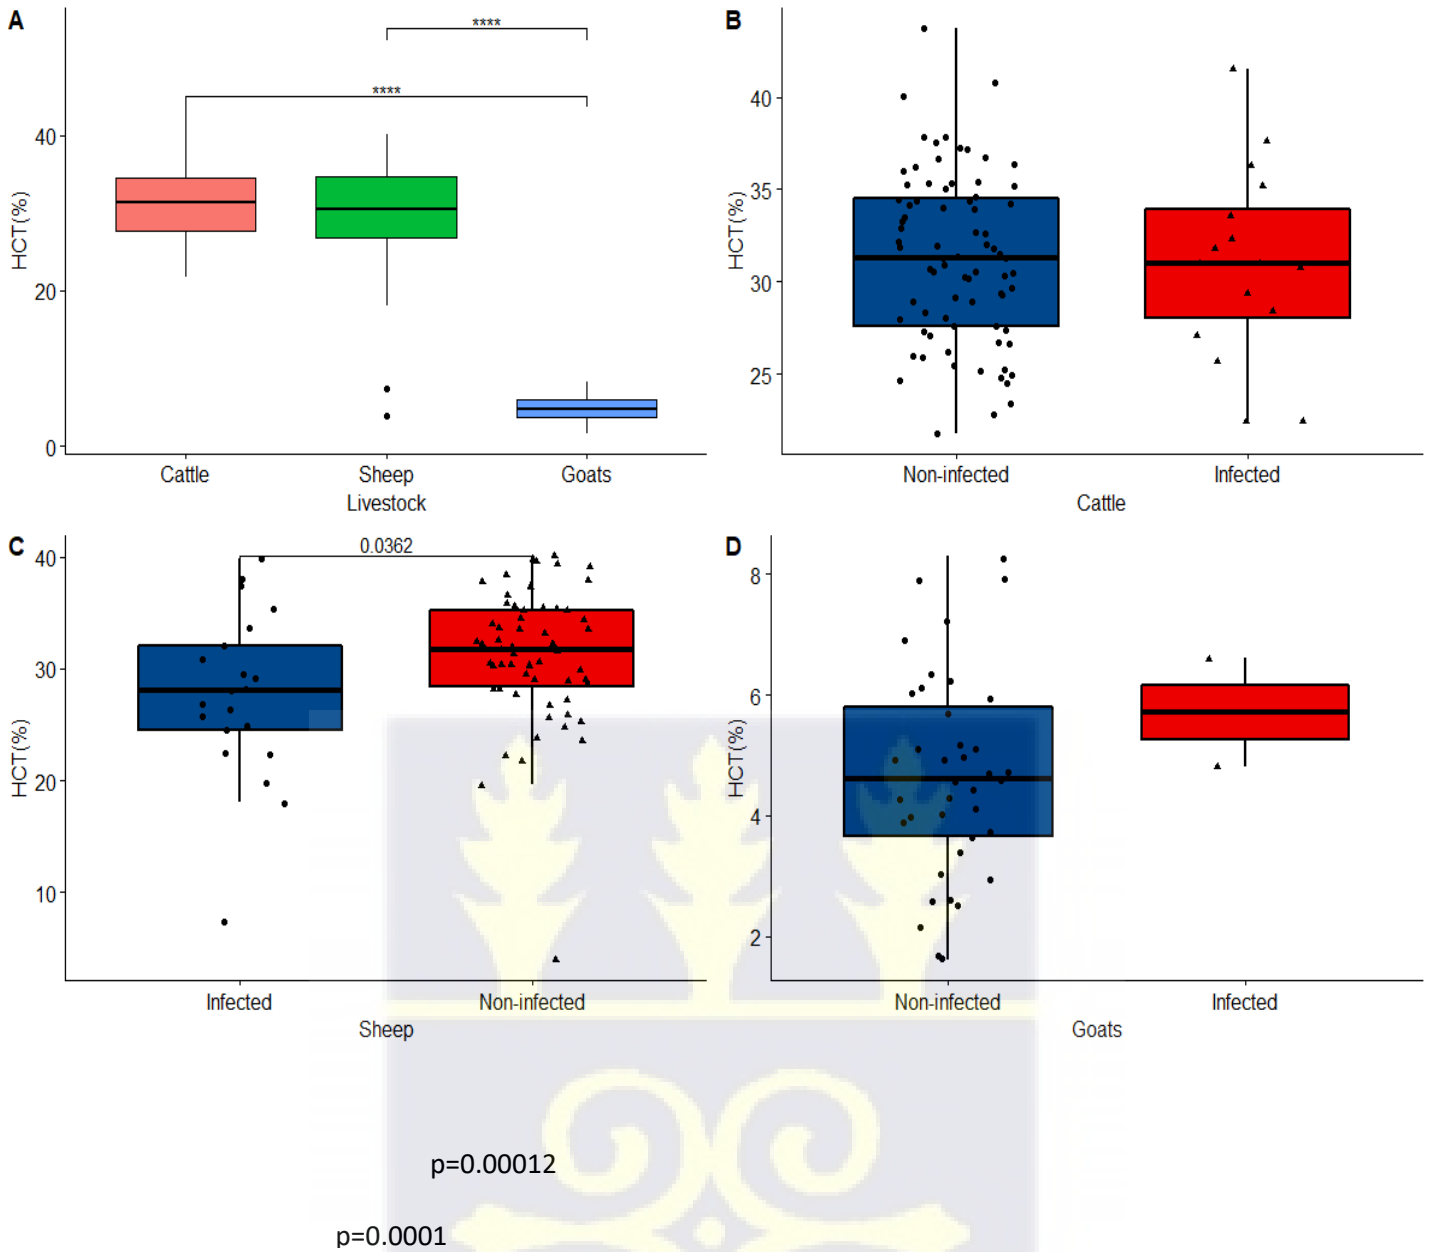 A
B
****
****
40
20
0
HCT(%)
Cattle Sheep Goats
Livestock
40
35
30
25
HCT(%)
Non-infected Infected
Cattle
C
D
0.0362
40
30
20
10
HCT(%)
Infected Non-infected
Sheep
8
6
4
2
HCT(%)
Non-infected Infected
Goats
p=0.00012
p=0.0001